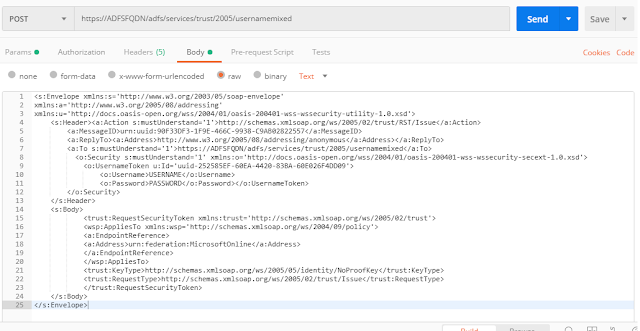 POST https://ADFSFQDN/adfs/services/trust/2005/usernamemixed Send Save
Params Authorization Headers (5) Body Pre-request Script Tests Cookies Code
none form-data x-www-form-urlencoded raw binary Text
1 <s:Envelope xmlns:s='http://www.w3.org/2003/05/soap-envelope'
2 xmlns:a='http://www.w3.org/2005/08/addressing'
3 xmlns:u='http://docs.oasis-open.org/wss/2004/01/oasis-200401-wss-wssecurity-utility-1.0.xsd'>
4 <s:Header><a:Action s:mustUnderstand='1'>http://schemas.xmlsoap.org/ws/2005/02/trust/RST/Issue</a:Action>
5 <a:MessageID>urn:uuid:90F33DF3-1F9E-466C-9938-C9A802822557</a:MessageID>
6 <a:ReplyTo><a:Address>http://www.w3.org/2005/08/addressing/anonymous</a:Address></a:ReplyTo>
7 <a:To s:mustUnderstand='1'>https://ADFSFQDN/adfs/services/trust/2005/usernamemixed</a:To>
8 <o:Security s:mustUnderstand='1' xmlns:o='http://docs.oasis-open.org/wss/2004/01/oasis-200401-wss-wssecurity-secext-1.0.xsd'>
9 <o:UsernameToken u:Id='uuid-252585EF-60EA-4420-83BA-60E026F4DD09'>
10 <o:Username>USERNAME</o:Username>
11 <o:Password>PASSWORD</o:Password></o:UsernameToken>
12 </o:Security>
13 </s:Header>
14 <s:Body>
15 <trust:RequestSecurityToken xmlns:trust='http://schemas.xmlsoap.org/ws/2005/02/trust'>
16 <wsp:AppliesTo xmlns:wsp='http://schemas.xmlsoap.org/ws/2004/09/policy'>
17 <a:EndpointReference>
18 <a:Address>urn:federation:MicrosoftOnline</a:Address>
19 </a:EndpointReference>
20 </wsp:AppliesTo>
21 <trust:KeyType>http://schemas.xmlsoap.org/ws/2005/05/identity/NoProofKey</trust:KeyType>
22 <trust:RequestType>http://schemas.xmlsoap.org/ws/2005/02/trust/Issue</trust:RequestType>
23 </trust:RequestSecurityToken>
24 </s:Body>
25 </s:Envelope>
Build Browse